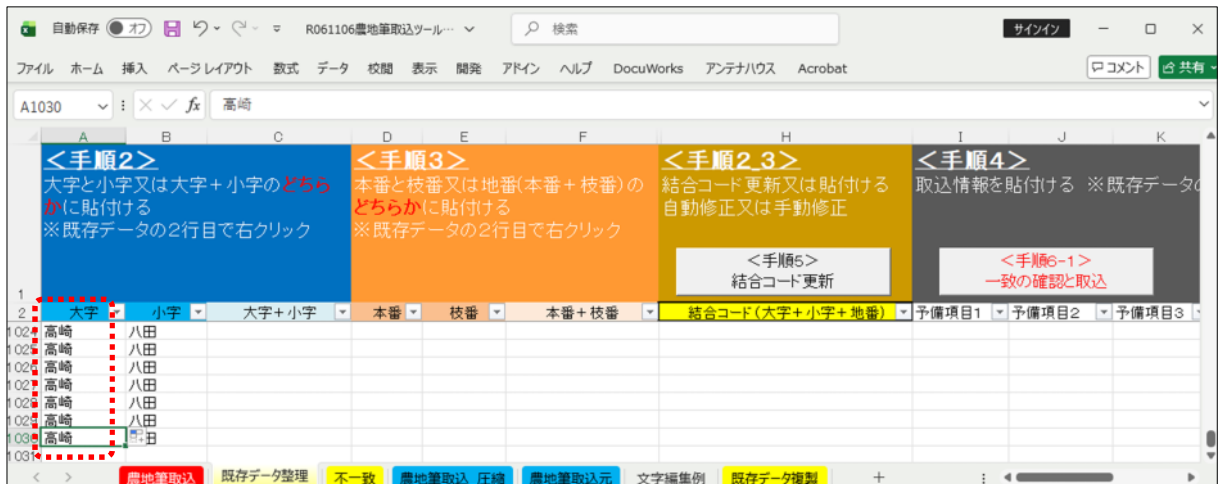 自動保存 オフ R061106農地筆取込ツール… 検索 サインイン
ファイル ホーム 挿入 ページ レイアウト 数式 データ 校閲 表示 開発 アドイン ヘルプ DocuWorks アンテナハウス Acrobat コメント 共有
A1030 fx 高崎
A B C D E F H I J K
<手順2>
大字と小字又は大字+小字のどちら
かに貼付ける
※既存データの2行目で右クリック
<手順3>
本番と枝番又は地番(本番+枝番)の
どちらかに貼付ける
※既存データの2行目で右クリック
<手順2_3>
結合コード更新又は貼付ける
自動修正又は手動修正
<手順5>
結合コード更新
<手順4>
取込情報を貼付ける ※既存データの
<手順6-1>
一致の確認と取込
1
2 大字 小字 大字+小字 本番 枝番 本番+枝番 結合コード(大字+小字+地番) 予備項目1 予備項目2 予備項目3
1024 高崎 八田
1025 高崎 八田
1026 高崎 八田
1027 高崎 八田
1028 高崎 八田
1029 高崎 八田
1030 高崎 田
1031
農地筆取込 既存データ整理 不一致 農地筆取込_圧縮 農地筆取込元 文字編集例 既存データ複製